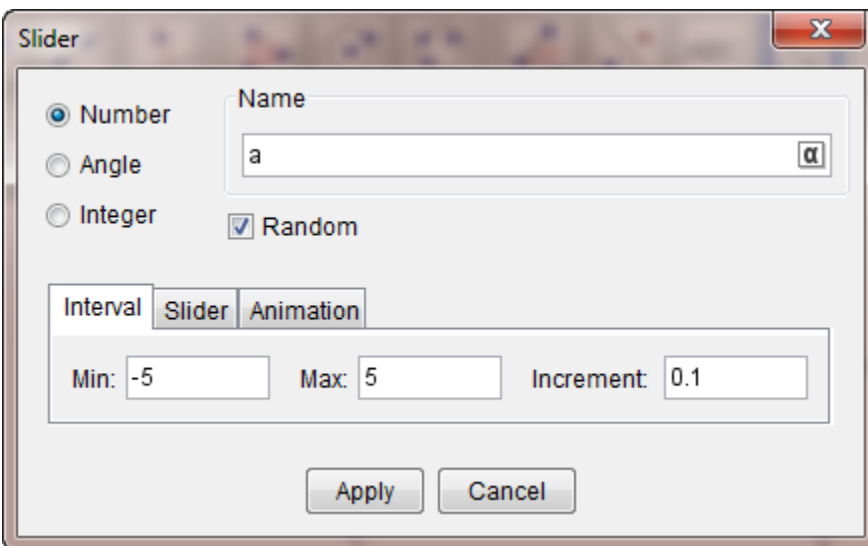 Slider
Number
Name
Angle
a
α
Integer
Random
Interval
Slider
Animation
Min: -5
Max: 5
Increment: 0.1
Apply
Cancel